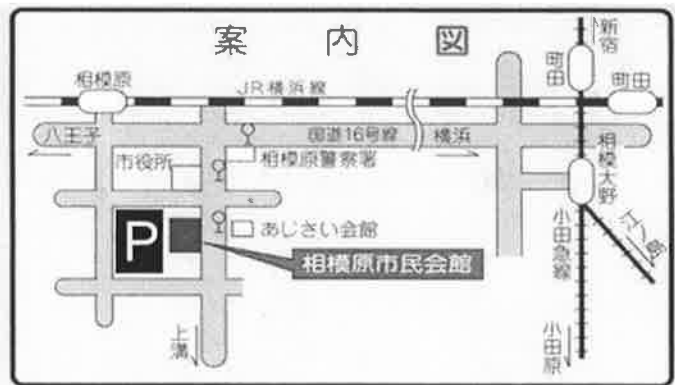 案内図
新宿
町田
町田
相模原
JR横浜線
八王子
国道16号線
横浜
市役所
相模原警察署
相模大野
P
あじさい会館
相模原市民会館
小田急線
江ノ島
上溝
小田原